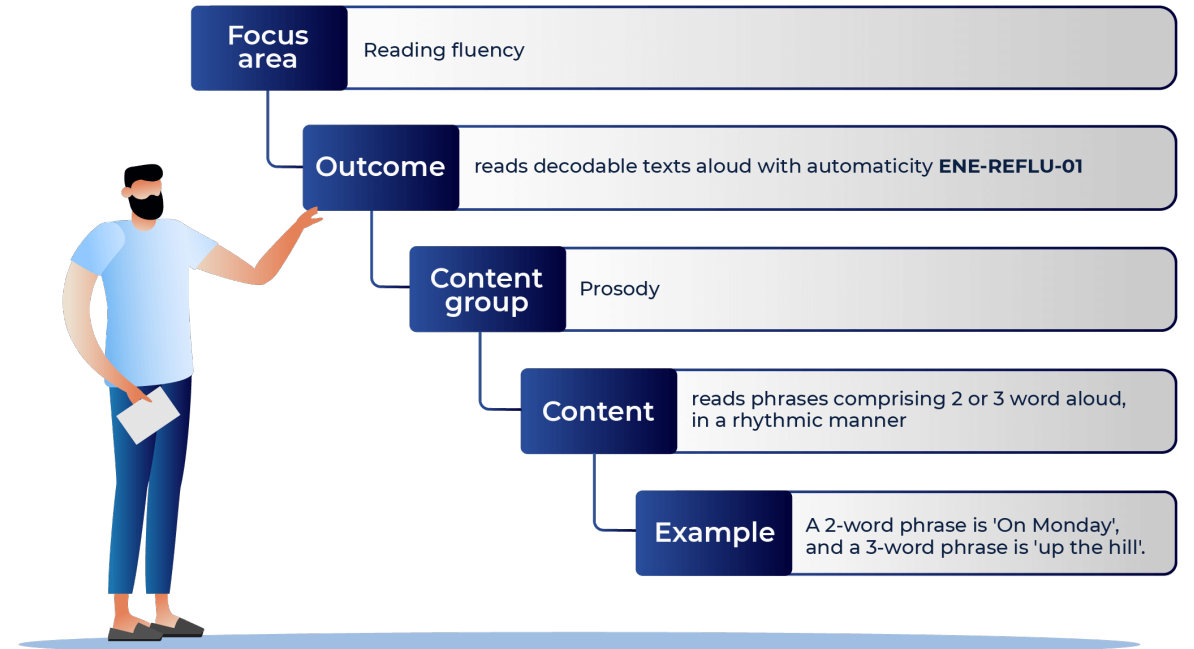 Focus
area
Reading fluency
Outcome
reads decodable texts aloud with automaticity ENE-REFLU-01
Content
group
Prosody
Content
reads phrases comprising 2 or 3 word aloud,
in a rhythmic manner
Example
A 2-word phrase is 'On Monday',
and a 3-word phrase is 'up the hill'.